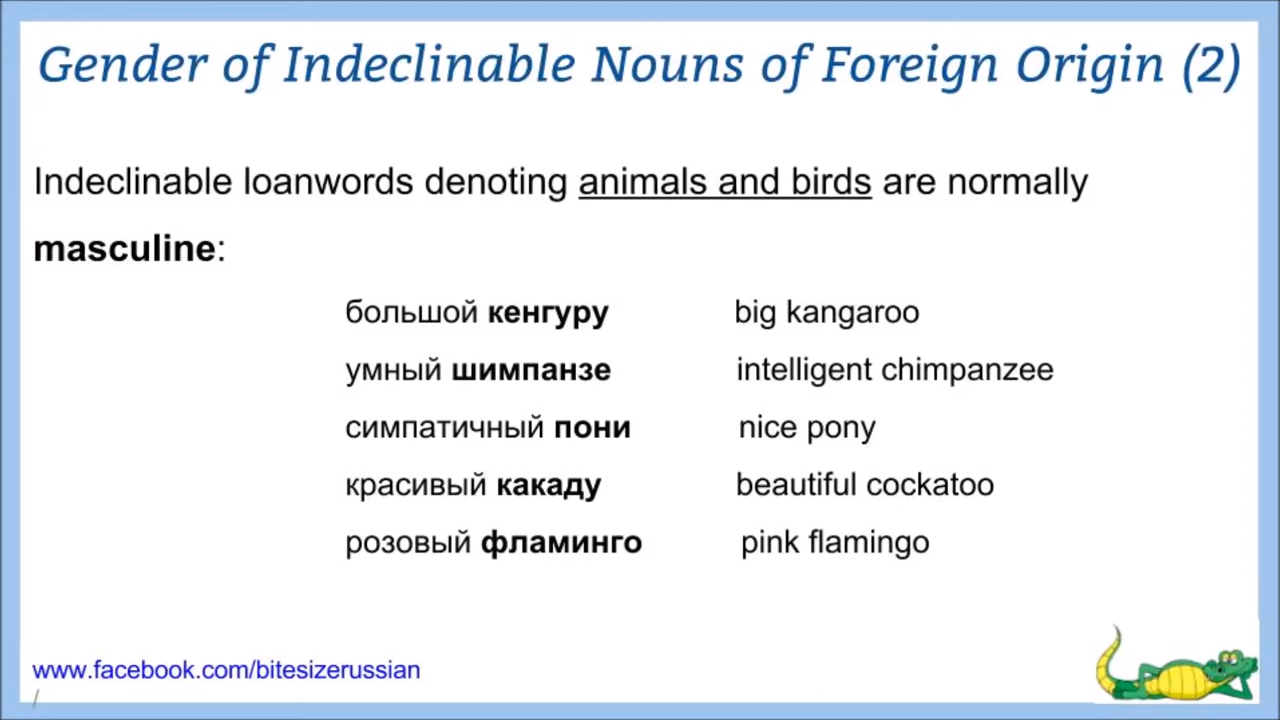 Gender of Indeclinable Nouns of Foreign Origin (2)
Indeclinable loanwords denoting animals and birds are normally
masculine:
большой кенгуру big kangaroo
умный шимпанзе intelligent chimpanzee
симпатичный пони nice pony
красивый какаду beautiful cockatoo
розовый фламинго pink flamingo
www.facebook.com/bitesizerussian
/